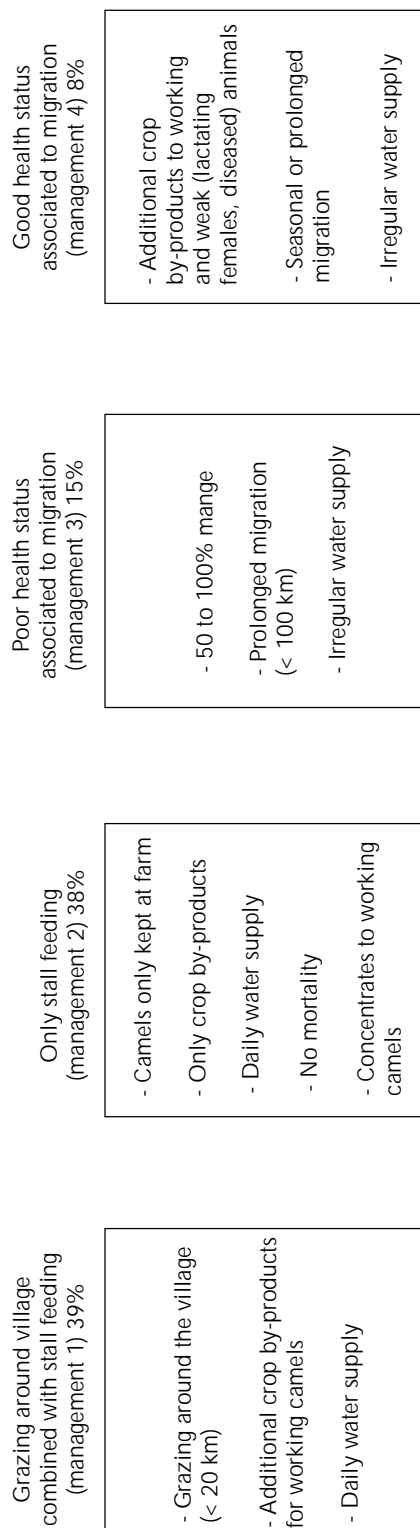 Grazing around village
combined with stall feeding
(management 1) 39%
- Grazing around the village
(< 20 km)
- Additional crop by-products
for working camels
- Daily water supply
Only stall feeding
(management 2) 38%
- Camels only kept at farm
- Only crop by-products
- Daily water supply
- No mortality
- Concentrates to working
camels
Poor health status
associated to migration
(management 3) 15%
- 50 to 100% mange
- Prolonged migration
(< 100 km)
- Irregular water supply
Good health status
associated to migration
(management 4) 8%
- Additional crop
by-products to working
and weak (lactating
females, diseased) animals
- Seasonal or prolonged
migration
- Irregular water supply